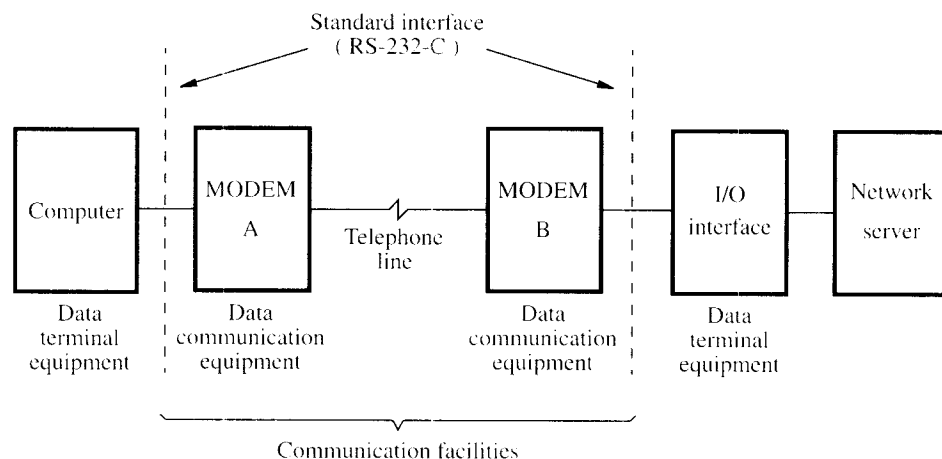 Standard interface
( RS-232-C )
Computer
MODEM
A
Telephone
line
MODEM
B
I/O
interface
Network
server
Data
terminal
equipment
Data
communication
equipment
Data
communication
equipment
Data
terminal
equipment
Communication facilities